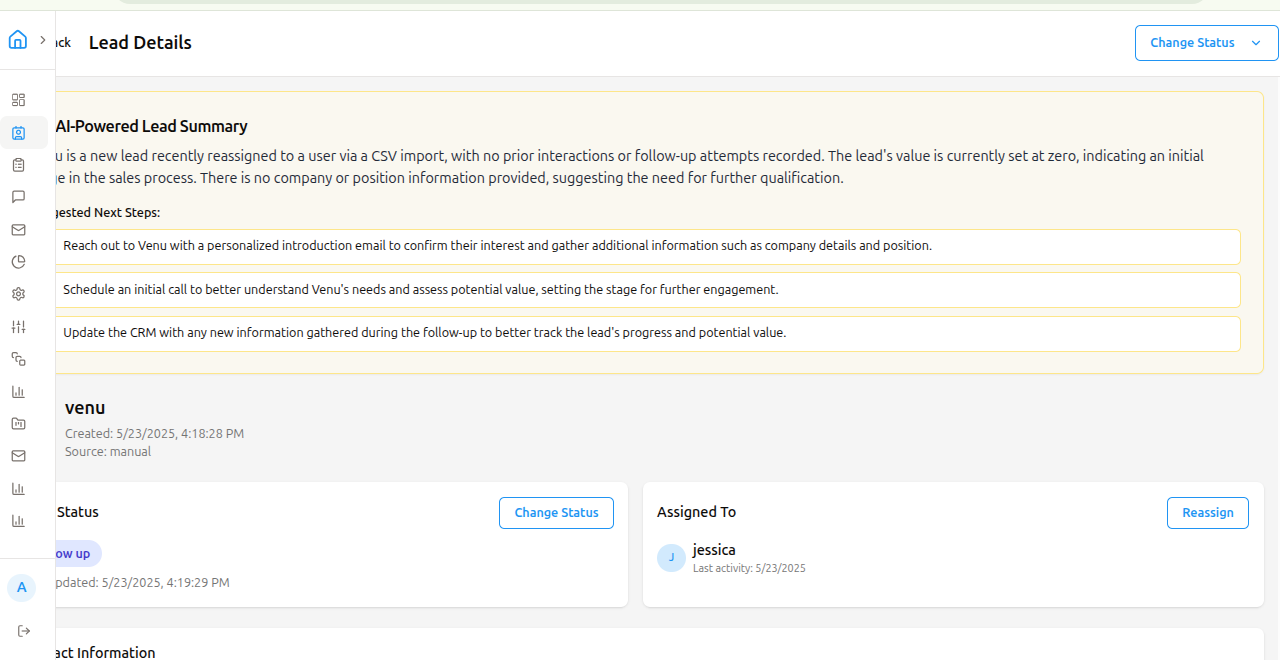 ck Lead Details
Change Status
AI-Powered Lead Summary
u is a new lead recently reassigned to a user via a CSV import, with no prior interactions or follow-up attempts recorded. The lead's value is currently set at zero, indicating an initial
e in the sales process. There is no company or position information provided, suggesting the need for further qualification.
gested Next Steps:
Reach out to Venu with a personalized introduction email to confirm their interest and gather additional information such as company details and position.
Schedule an initial call to better understand Venu's needs and assess potential value, setting the stage for further engagement.
Update the CRM with any new information gathered during the follow-up to better track the lead's progress and potential value.
venu
Created: 5/23/2025, 4:18:28 PM
Source: manual
Status
Change Status
ow up
pdated: 5/23/2025, 4:19:29 PM
Assigned To
Reassign
J
jessica
Last activity: 5/23/2025
act Information
A